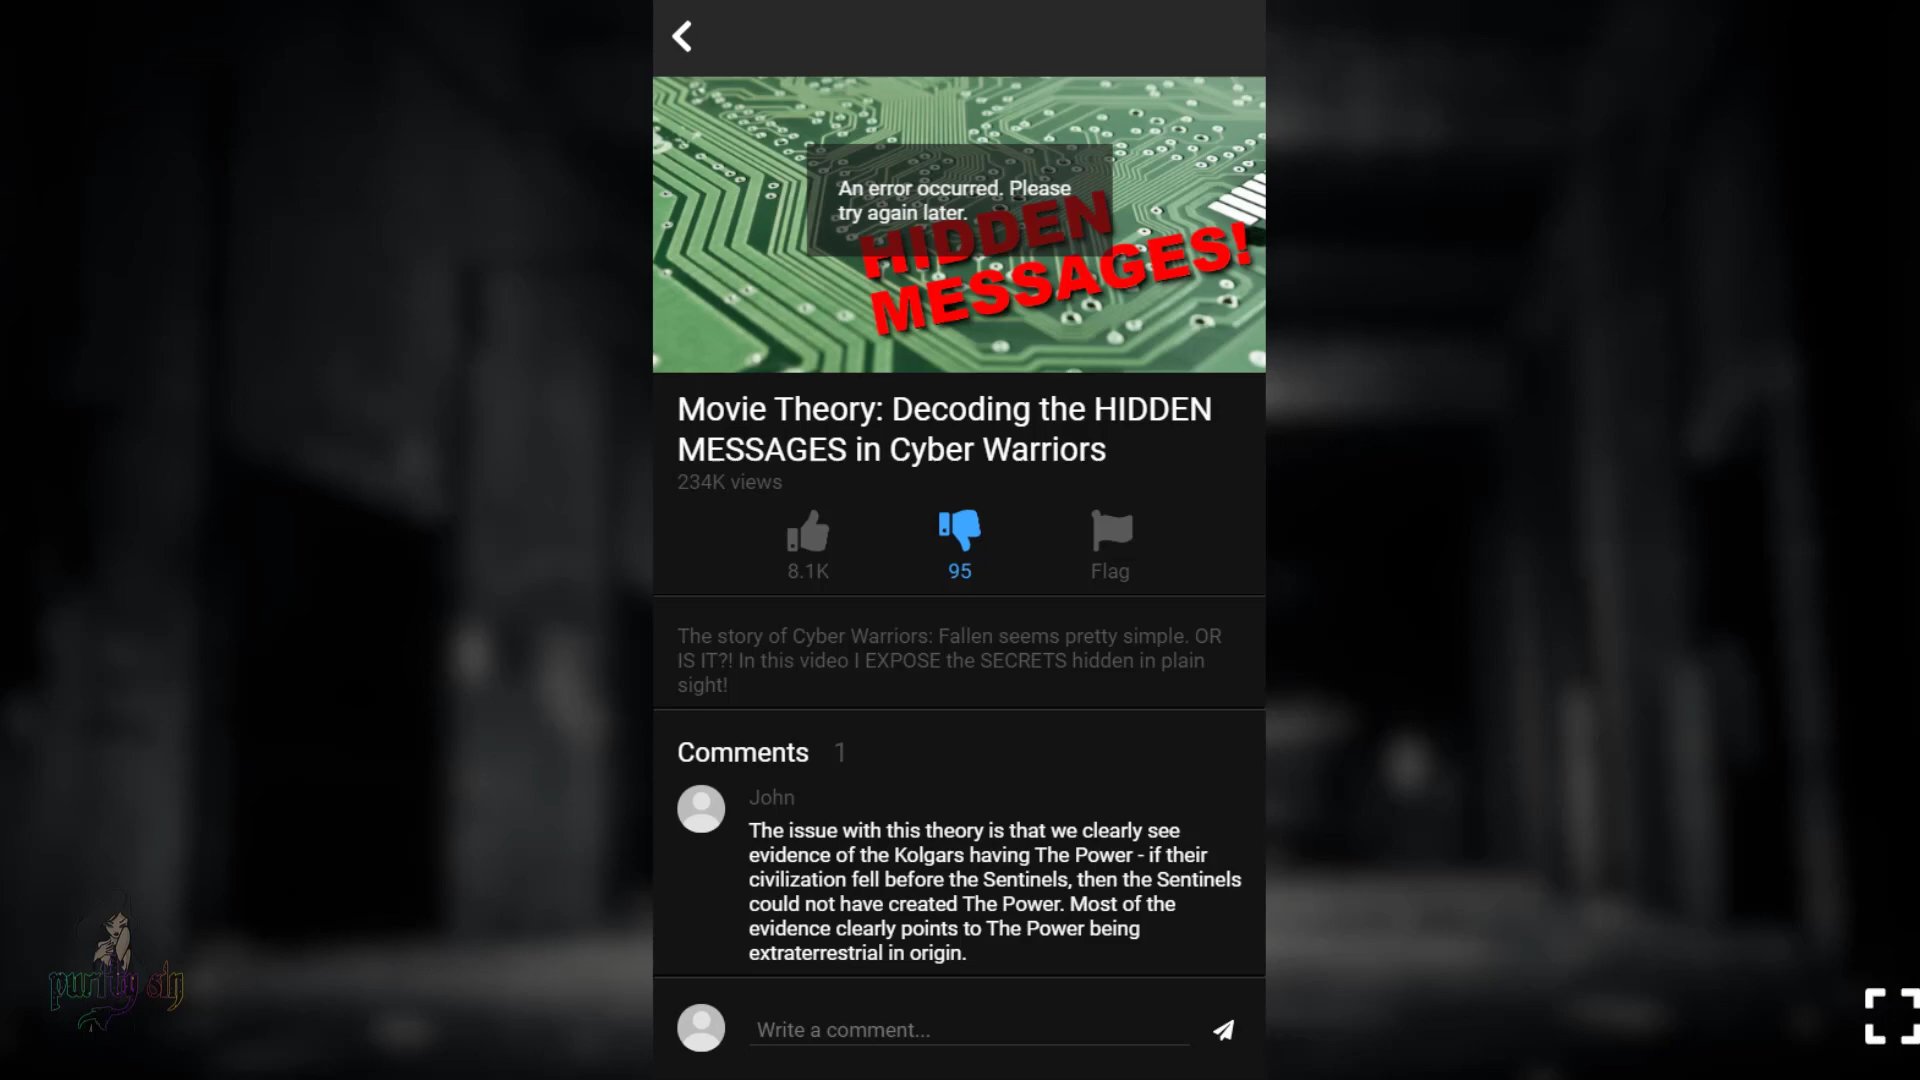 An error occurred. Please
try again later.
HIDDEN
MESSAGES!
Movie Theory: Decoding the HIDDEN
MESSAGES in Cyber Warriors
234K views
8.1K
95
Flag
The story of Cyber Warriors: Fallen seems pretty simple. OR
IS IT?! In this video I EXPOSE the SECRETS hidden in plain
sight!
Comments 1
John
The issue with this theory is that we clearly see
evidence of the Kolgars having The Power - if their
civilization fell before the Sentinels, then the Sentinels
could not have created The Power. Most of the
evidence clearly points to The Power being
extraterrestrial in origin.
Write a comment...